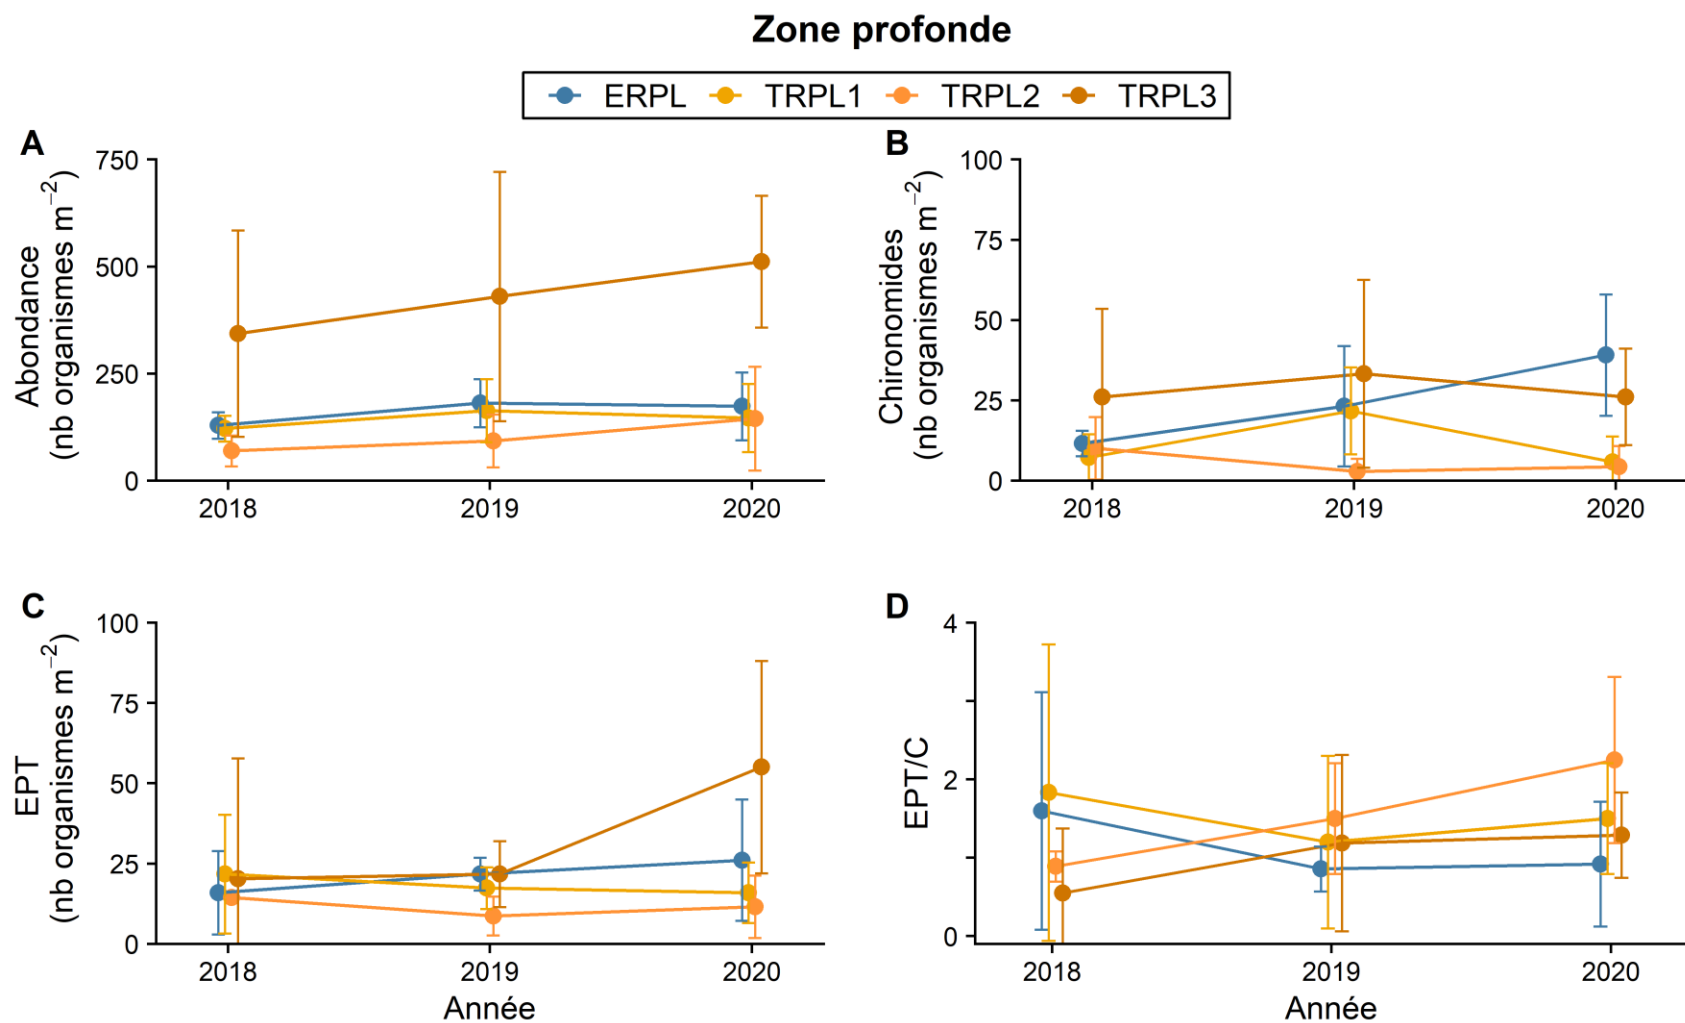 Zone profonde
ERPL TRPL1 TRPL2 TRPL3
A
Abondance
(nb organismes m⁻²)
750
500
250
0
2018 2019 2020
B
Chironomides
(nb organismes m⁻²)
100
75
50
25
0
2018 2019 2020
C
EPT
(nb organismes m⁻²)
100
75
50
25
0
2018 2019 2020
Année
D
EPT/C
4
2
0
2018 2019 2020
Année